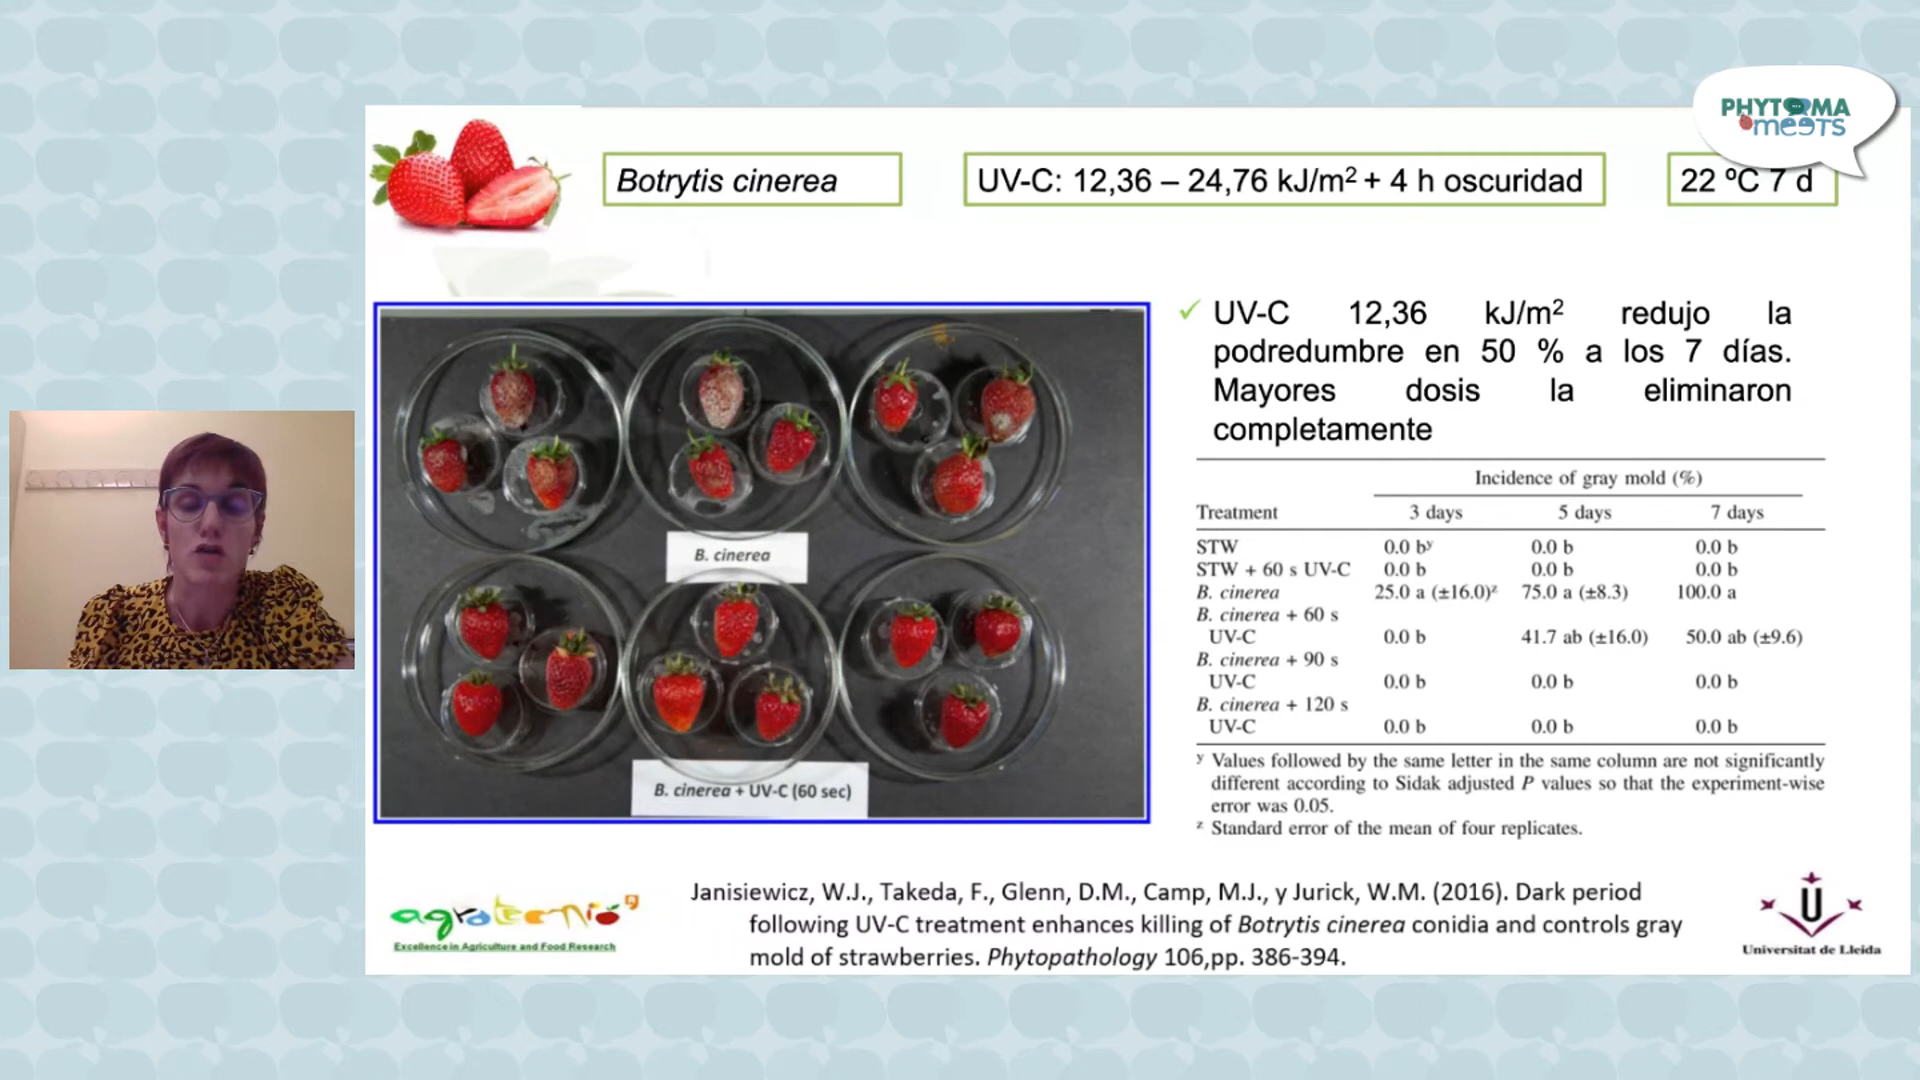 PHYTOMA
meeTs
Botrytis cinerea
UV-C: 12,36 – 24,76 kJ/m² + 4 h oscuridad
22 ºC 7 d
✓ UV-C 12,36 kJ/m² redujo la
podredumbre en 50 % a los 7 días.
Mayores dosis la eliminaron
completamente
B. cinerea
B. cinerea + UV-C (60 sec)
Incidence of gray mold (%)
Treatment 3 days 5 days 7 days
STW 0.0 bʸ 0.0 b 0.0 b
STW + 60 s UV-C 0.0 b 0.0 b 0.0 b
B. cinerea 25.0 a (±16.0)ᶻ 75.0 a (±8.3) 100.0 a
B. cinerea + 60 s
UV-C 0.0 b 41.7 ab (±16.0) 50.0 ab (±9.6)
B. cinerea + 90 s
UV-C 0.0 b 0.0 b 0.0 b
B. cinerea + 120 s
UV-C 0.0 b 0.0 b 0.0 b
ʸ Values followed by the same letter in the same column are not significantly
different according to Sidak adjusted P values so that the experiment-wise
error was 0.05.
ᶻ Standard error of the mean of four replicates.
agrotecnio
Excellence in Agriculture and Food Research
Janisiewicz, W.J., Takeda, F., Glenn, D.M., Camp, M.J., y Jurick, W.M. (2016). Dark period
following UV-C treatment enhances killing of Botrytis cinerea conidia and controls gray
mold of strawberries. Phytopathology 106,pp. 386-394.
U
Universitat de Lleida